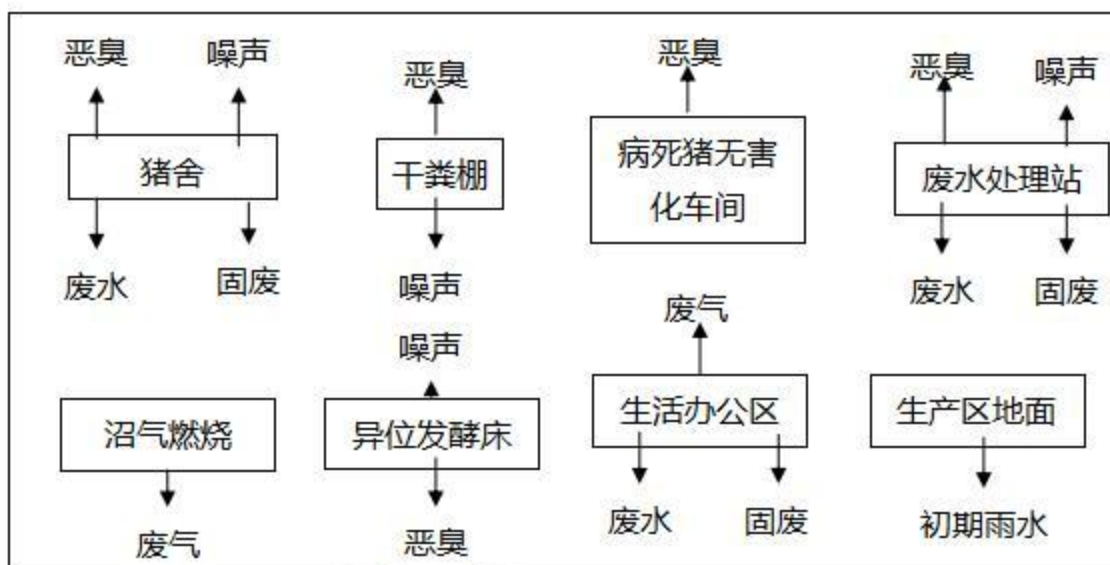 恶臭 噪声
猪舍
废水 固废
恶臭
干粪棚
噪声
恶臭
病死猪无害
化车间
恶臭 噪声
废水处理站
废水 固废
沼气燃烧
废气
噪声
异位发酵床
恶臭
废气
生活办公区
废水 固废
生产区地面
初期雨水